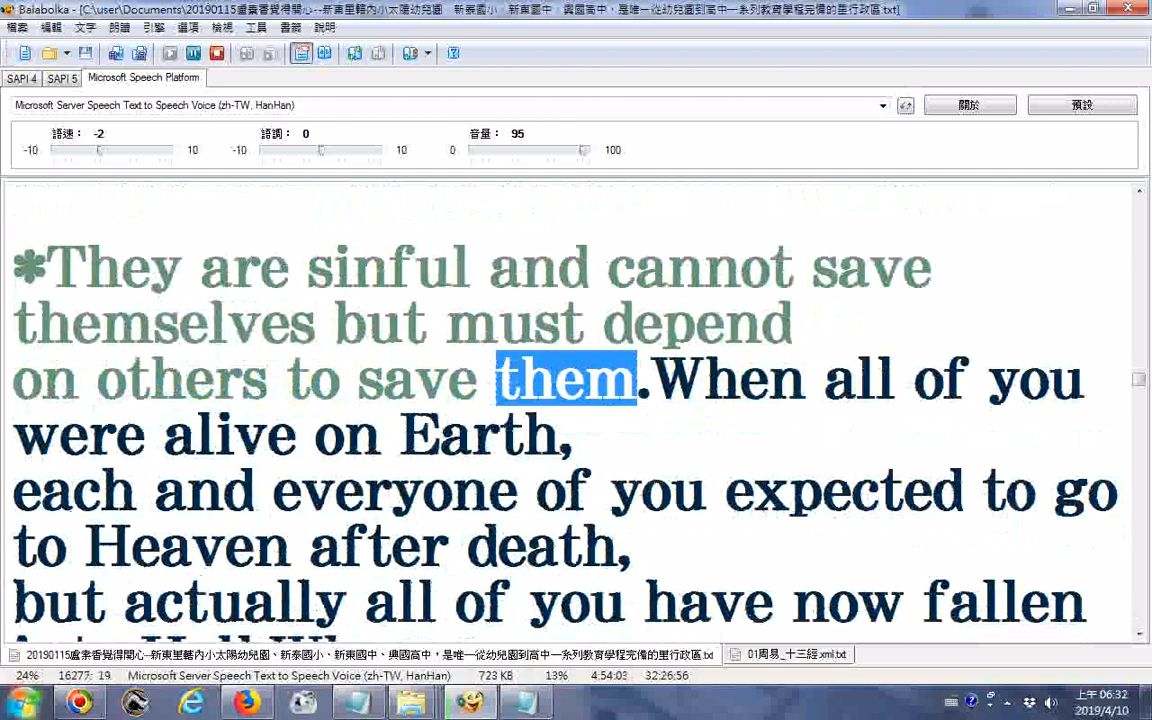 Balabolka - [C:\user\Documents\20190115盧㯖香覺得開心--新東里轄內小太陽幼兒園、新泰國小、新東國中、興國高中，是唯一從幼兒園到高中一系列教育學程完備的里行政區.txt]
檔案 編輯 文字 朗讀 引擎 選項 檢視 工具 書籤 說明
SAPI 4 SAPI 5 Microsoft Speech Platform
Microsoft Server Speech Text to Speech Voice (zh-TW, HanHan) 關於 預設
語速： -2 語調： 0 音量： 95
-10 10 -10 10 0 100
✽They are sinful and cannot save
themselves but must depend
on others to save them.When all of you
were alive on Earth,
each and everyone of you expected to go
to Heaven after death,
but actually all of you have now fallen
20190115盧㯖香覺得開心--新東里轄內小太陽幼兒園、新泰國小、新東國中、興國高中，是唯一從幼兒園到高中一系列教育學程完備的里行政區.txt 01周易_十三經.xml.txt
24% 16277: 19 Microsoft Server Speech Text to Speech Voice (zh-TW, HanHan) 723 KB 13% 4:54:03 32:26:56
上午 06:32
2019/4/10